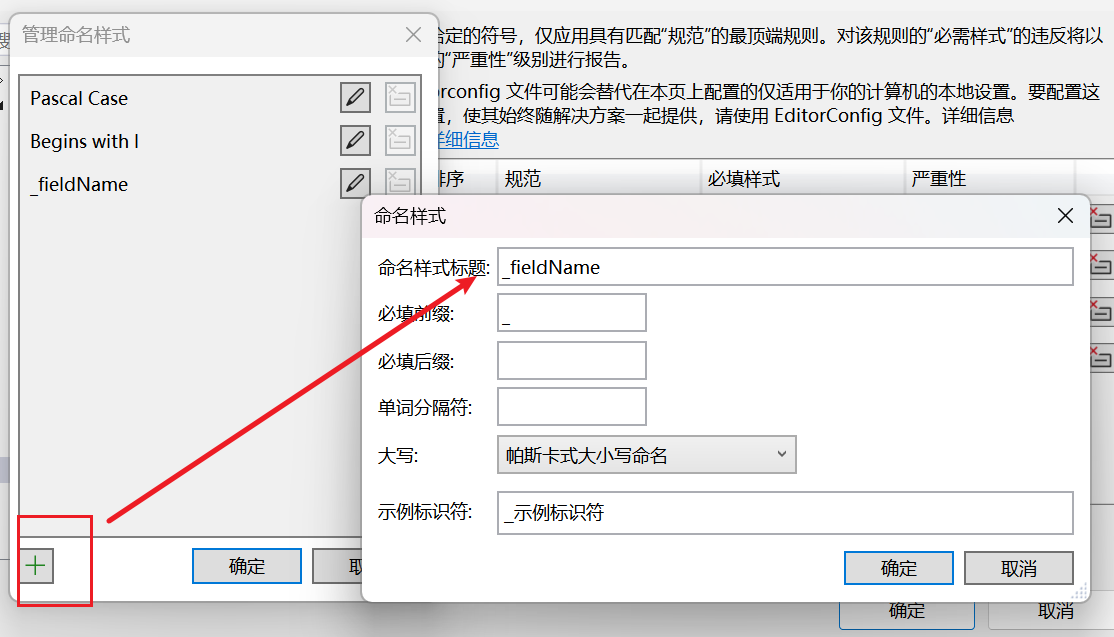 管理命名样式
Pascal Case
Begins with I
_fieldName
确定
给定的符号，仅应用具有匹配“规范”的最顶端规则。对该规则的“必需样式”的违反将以
的“严重性”级别进行报告。
orconfig 文件可能会替代在本页上配置的仅适用于你的计算机的本地设置。要配置这
置，使其始终随解决方案一起提供，请使用 EditorConfig 文件。详细信息
详细信息
排序 规范 必填样式 严重性
命名样式
命名样式标题: _fieldName
必填前缀: _
必填后缀:
单词分隔符:
大写: 帕斯卡式大小写命名
示例标识符: _示例标识符
确定 取消
确定 取消